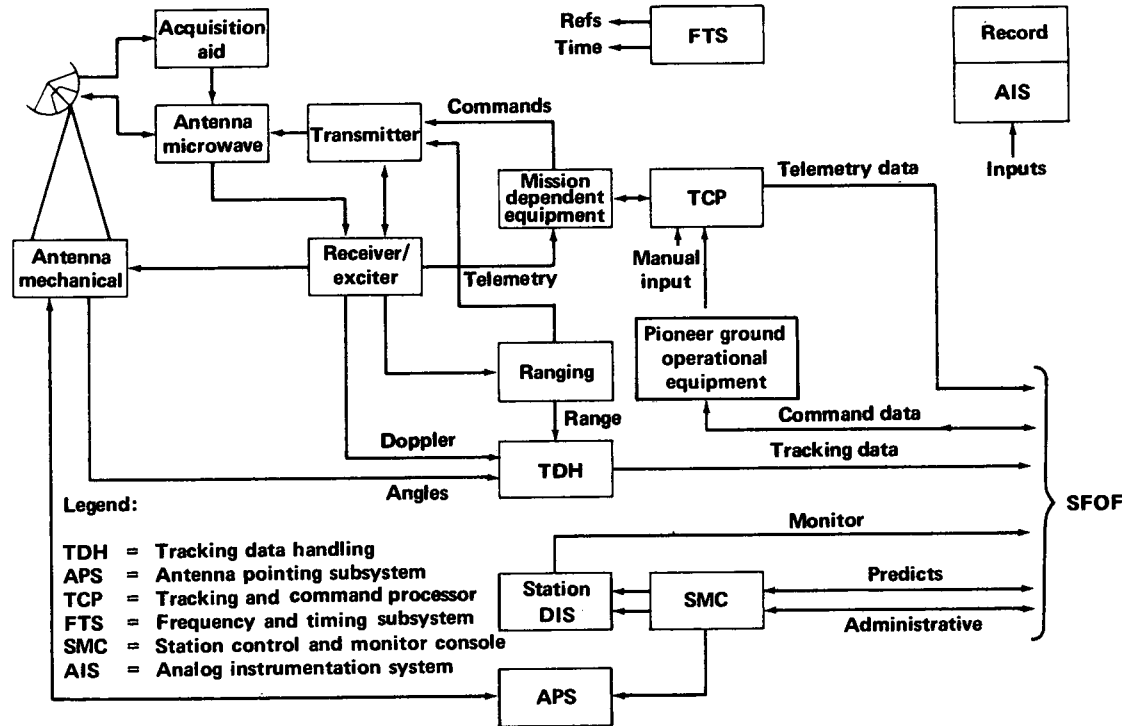 Acquisition
aid
Refs
Time
FTS
Record
AIS
Inputs
Antenna
microwave
Transmitter
Commands
Mission
dependent
equipment
TCP
Telemetry data
Manual
input
Antenna
mechanical
Receiver/
exciter
Telemetry
Pioneer ground
operational
equipment
Ranging
Range
Command data
Doppler
TDH
Tracking data
Angles
SFOF
Monitor
Station
DIS
SMC
Predicts
Administrative
APS
Legend:
TDH = Tracking data handling
APS = Antenna pointing subsystem
TCP = Tracking and command processor
FTS = Frequency and timing subsystem
SMC = Station control and monitor console
AIS = Analog instrumentation system